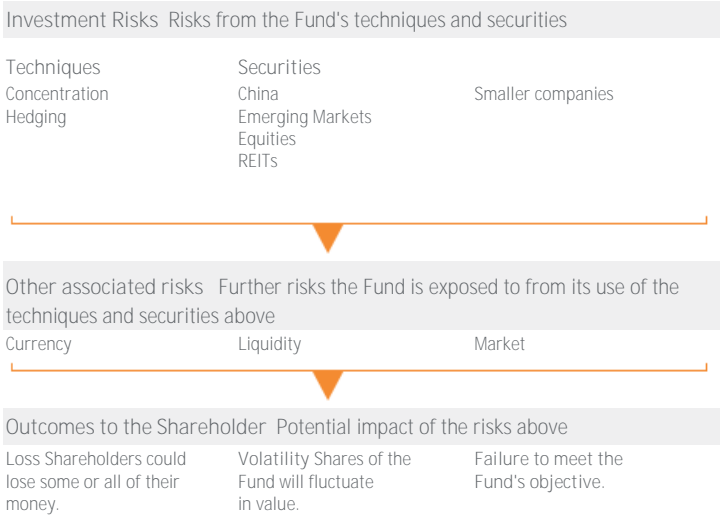 Investment Risks Risks from the Fund's techniques and securities
Techniques
Concentration
Hedging
Securities
China
Emerging Markets
Equities
REITs
Smaller companies
Other associated risks Further risks the Fund is exposed to from its use of the
techniques and securities above
Currency
Liquidity
Market
Outcomes to the Shareholder Potential impact of the risks above
Loss Shareholders could
lose some or all of their
money.
Volatility Shares of the
Fund will fluctuate
in value.
Failure to meet the
Fund's objective.